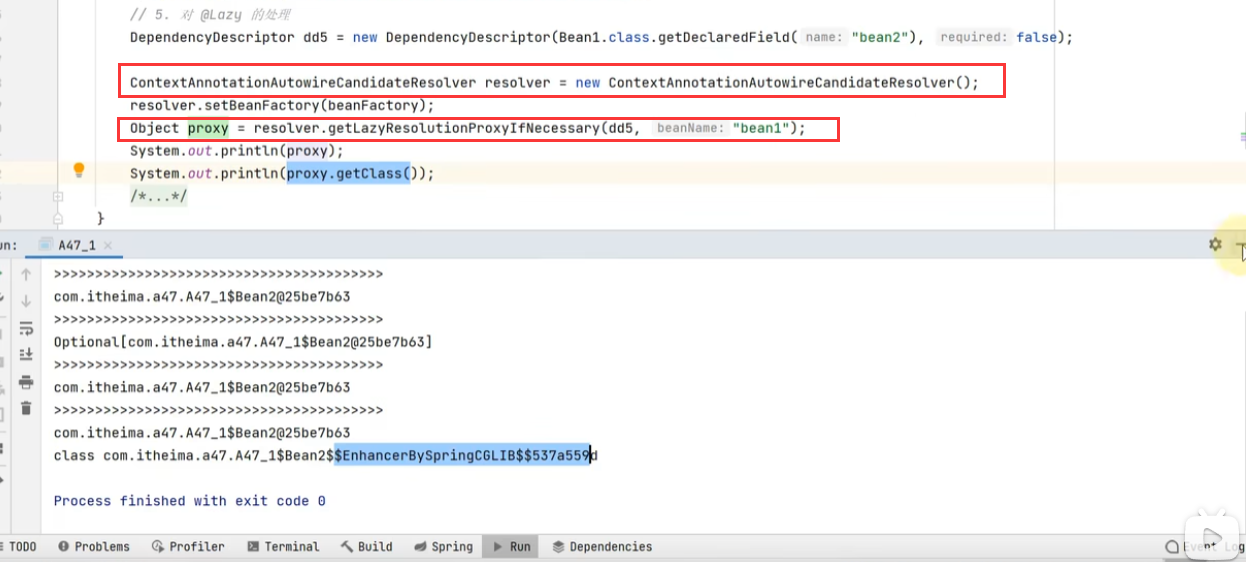 // 5. 对 @Lazy 的处理
DependencyDescriptor dd5 = new DependencyDescriptor(Bean1.class.getDeclaredField( name: "bean2"), required: false);
ContextAnnotationAutowireCandidateResolver resolver = new ContextAnnotationAutowireCandidateResolver();
resolver.setBeanFactory(beanFactory);
Object proxy = resolver.getLazyResolutionProxyIfNecessary(dd5, beanName: "bean1");
System.out.println(proxy);
System.out.println(proxy.getClass());
/*...*/
}
un: A47_1 ×
>>>>>>>>>>>>>>>>>>>>>>>>>>>>>>>>>>>>>>>>
com.itheima.a47.A47_1$Bean2@25be7b63
>>>>>>>>>>>>>>>>>>>>>>>>>>>>>>>>>>>>>>>>
Optional[com.itheima.a47.A47_1$Bean2@25be7b63]
>>>>>>>>>>>>>>>>>>>>>>>>>>>>>>>>>>>>>>>>
com.itheima.a47.A47_1$Bean2@25be7b63
>>>>>>>>>>>>>>>>>>>>>>>>>>>>>>>>>>>>>>>>
com.itheima.a47.A47_1$Bean2@25be7b63
class com.itheima.a47.A47_1$Bean2$$EnhancerBySpringCGLIB$$537a559d
Process finished with exit code 0
TODO Problems Profiler Terminal Build Spring Run Dependencies Event Log